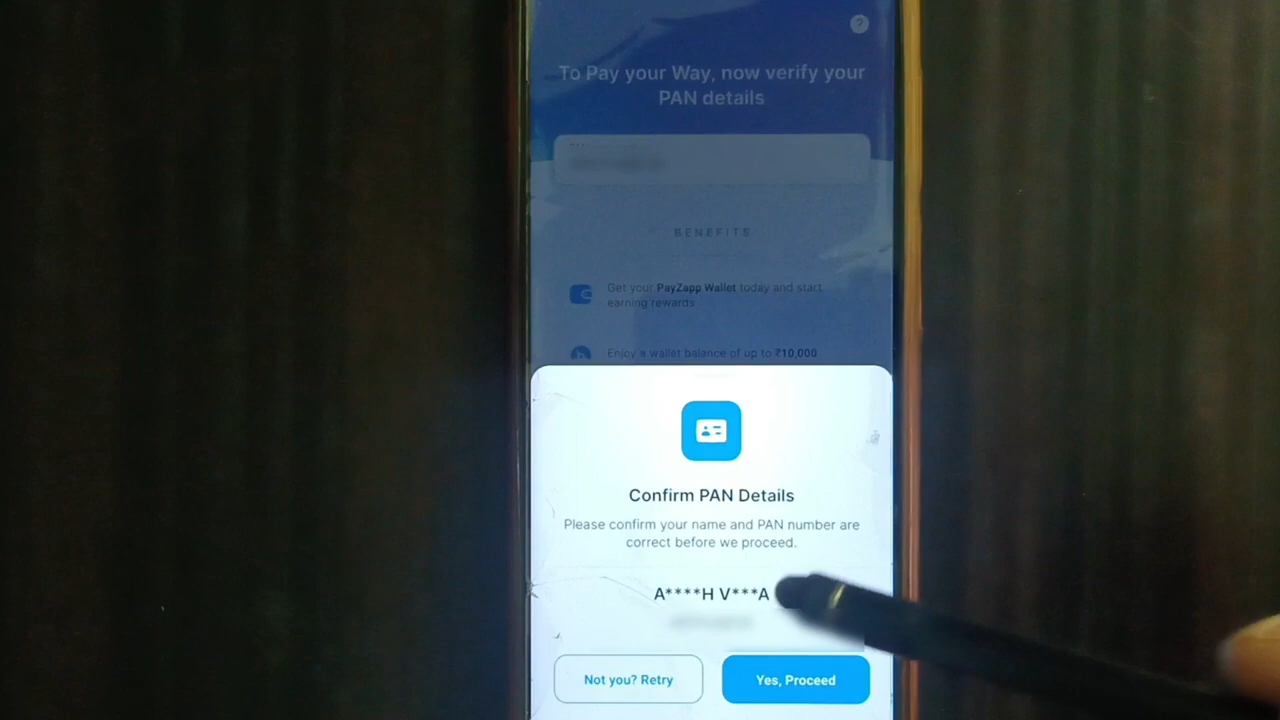 ?
To Pay your Way, now verify your
PAN details
BENEFITS
Get your PayZapp Wallet today and start
earning rewards
Enjoy a wallet balance of up to ₹10,000
Confirm PAN Details
Please confirm your name and PAN number are
correct before we proceed.
A****H V***A
Not you? Retry
Yes, Proceed